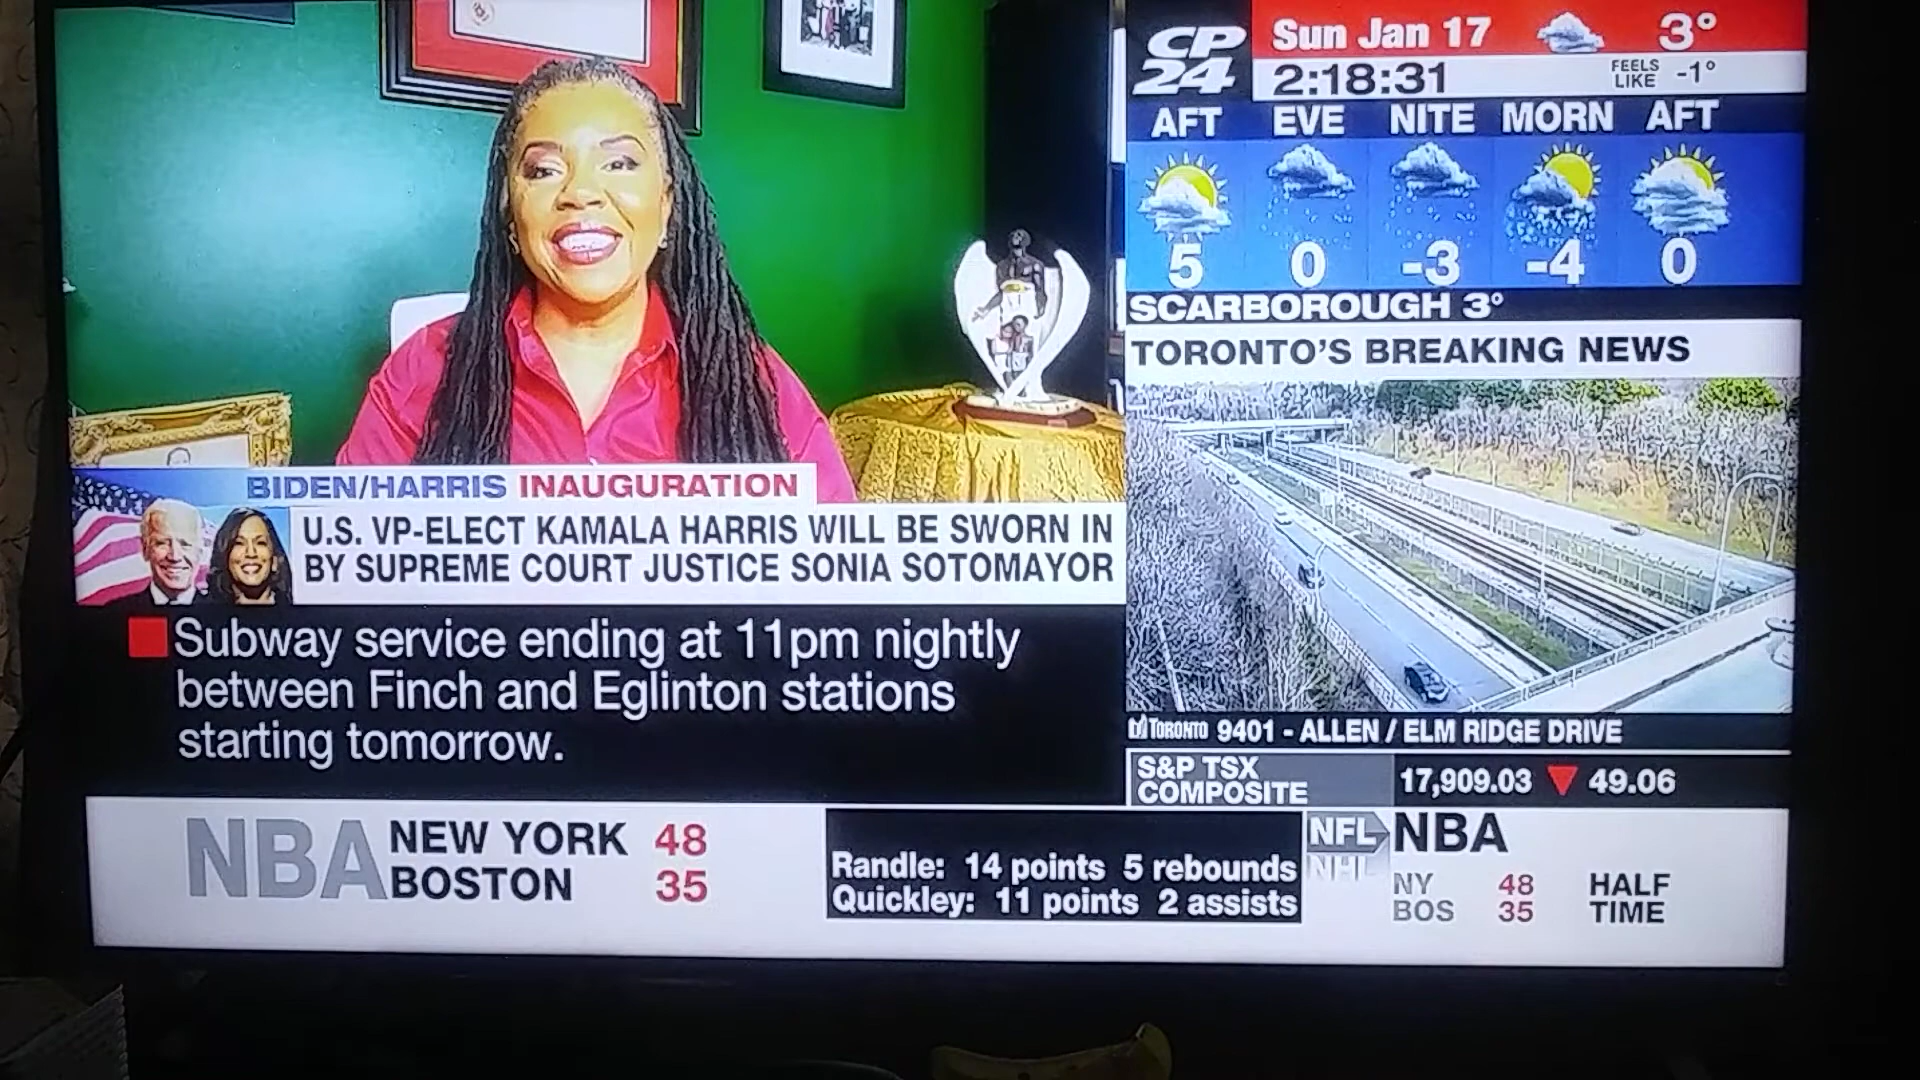 BIDEN/HARRIS INAUGURATION
U.S. VP-ELECT KAMALA HARRIS WILL BE SWORN IN
BY SUPREME COURT JUSTICE SONIA SOTOMAYOR
Subway service ending at 11pm nightly
between Finch and Eglinton stations
starting tomorrow.
CP
24
Sun Jan 17 3°
2:18:31 FEELS LIKE -1°
AFT EVE NITE MORN AFT
5 0 -3 -4 0
SCARBOROUGH 3°
TORONTO'S BREAKING NEWS
TORONTO 9401 - ALLEN / ELM RIDGE DRIVE
S&P TSX
COMPOSITE
17,909.03 ▼ 49.06
NBA
NEW YORK 48
BOSTON 35
Randle: 14 points 5 rebounds
Quickley: 11 points 2 assists
NFL
NHL
NBA
NY 48 HALF
BOS 35 TIME